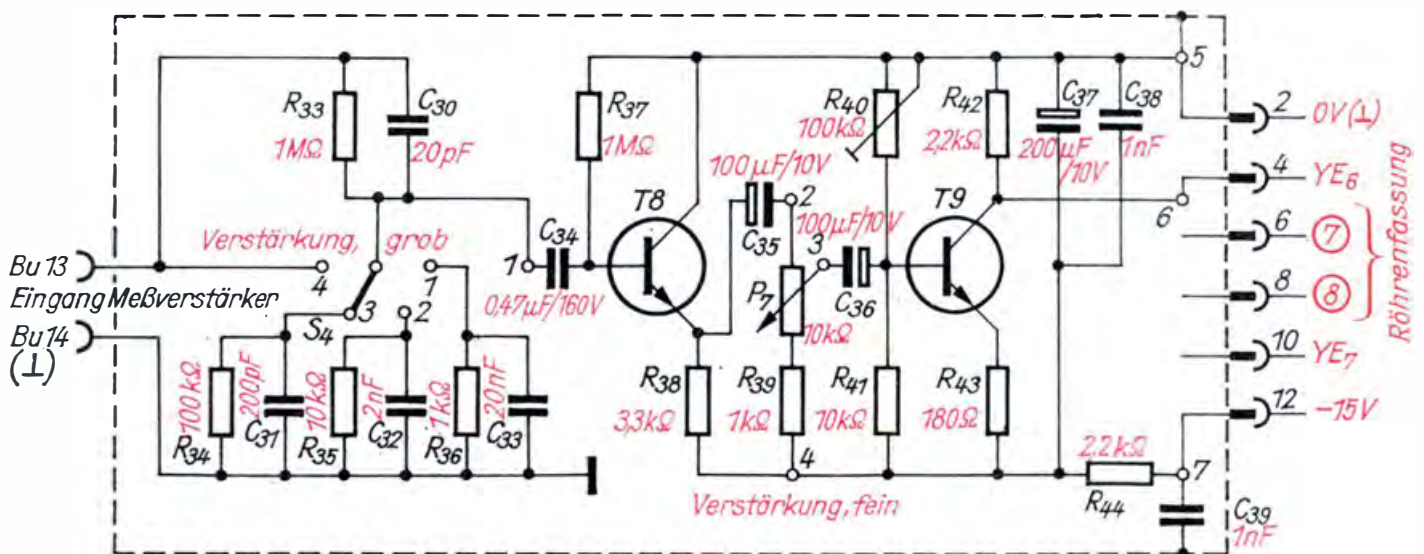 R33
1MΩ
C30
20pF
R37
1MΩ
C34
0,47µF/160V
T8
100µF/10V
C35
2
100µF/10V
3
C36
P7
10kΩ
R38
3,3kΩ
R39
1kΩ
4
R40
100kΩ
R41
10kΩ
R42
2,2kΩ
T9
R43
180Ω
C37
200µF
/10V
C38
1nF
5
6
7
R44
2,2kΩ
C39
1nF
Verstärkung, fein
Verstärkung, grob
Bu 13
Eingang Meßverstärker
Bu 14
(⊥)
4
3
S4
2
1
1
100kΩ
R34
200pF
C31
10kΩ
R35
2nF
C32
1kΩ
R36
20nF
C33
2 0V(⊥)
4 YE6
6 ⑦
8 ⑧
10 YE7
12 -15V
Röhrenfassung